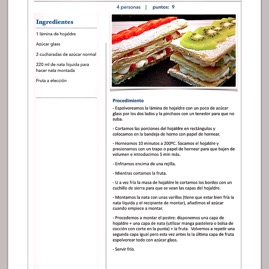 4 personas | puntos: 9
Ingredientes
1 lámina de hojaldre
Azúcar glass
2 cucharadas de azúcar normal
220 ml de nata líquida para
hacer nata montada
Fruta a elección
Procedimiento
- Espolvoreamos la lámina de hojaldre con un poco de azúcar
glass por los dos lados y la pinchaos con un tenedor para que no
suba.
- Cortamos las porciones del hojaldre en rectángulos y
colocamos en la bandeja de horno con papel de hornear.
- Horneamos 10 minutos a 200ºC. Sacamos el hojaldre y
presionamos con un trapo o papel de hornear para que bajen de
volumen e introducimos 5 min más.
- Enfriamos encima de una rejilla.
- Mientras cortamos la fruta.
- U a vez fría la masa de hojaldre le cortamos los bordes con un
cuchillo de sierra para que se vean las capas del hojaldre.
- Montamos la nata con unas varillas (tiene que estar bien fría la
nata líquida y el recipiente de montar), añadimos el azúcar
cuando empiece a montar.
- Procedemos a montar el postre: disponemos una capa de
hojaldre + una capa de nata (utilizar manga pastelera o bolsa de
cocción con corte en la punta) + la fruta. Volvemos a repetir una
segunda capa igual pero esta vez antes la la última capa de fruta
espolvorear todo con azúcar glass.
- Servir frío.